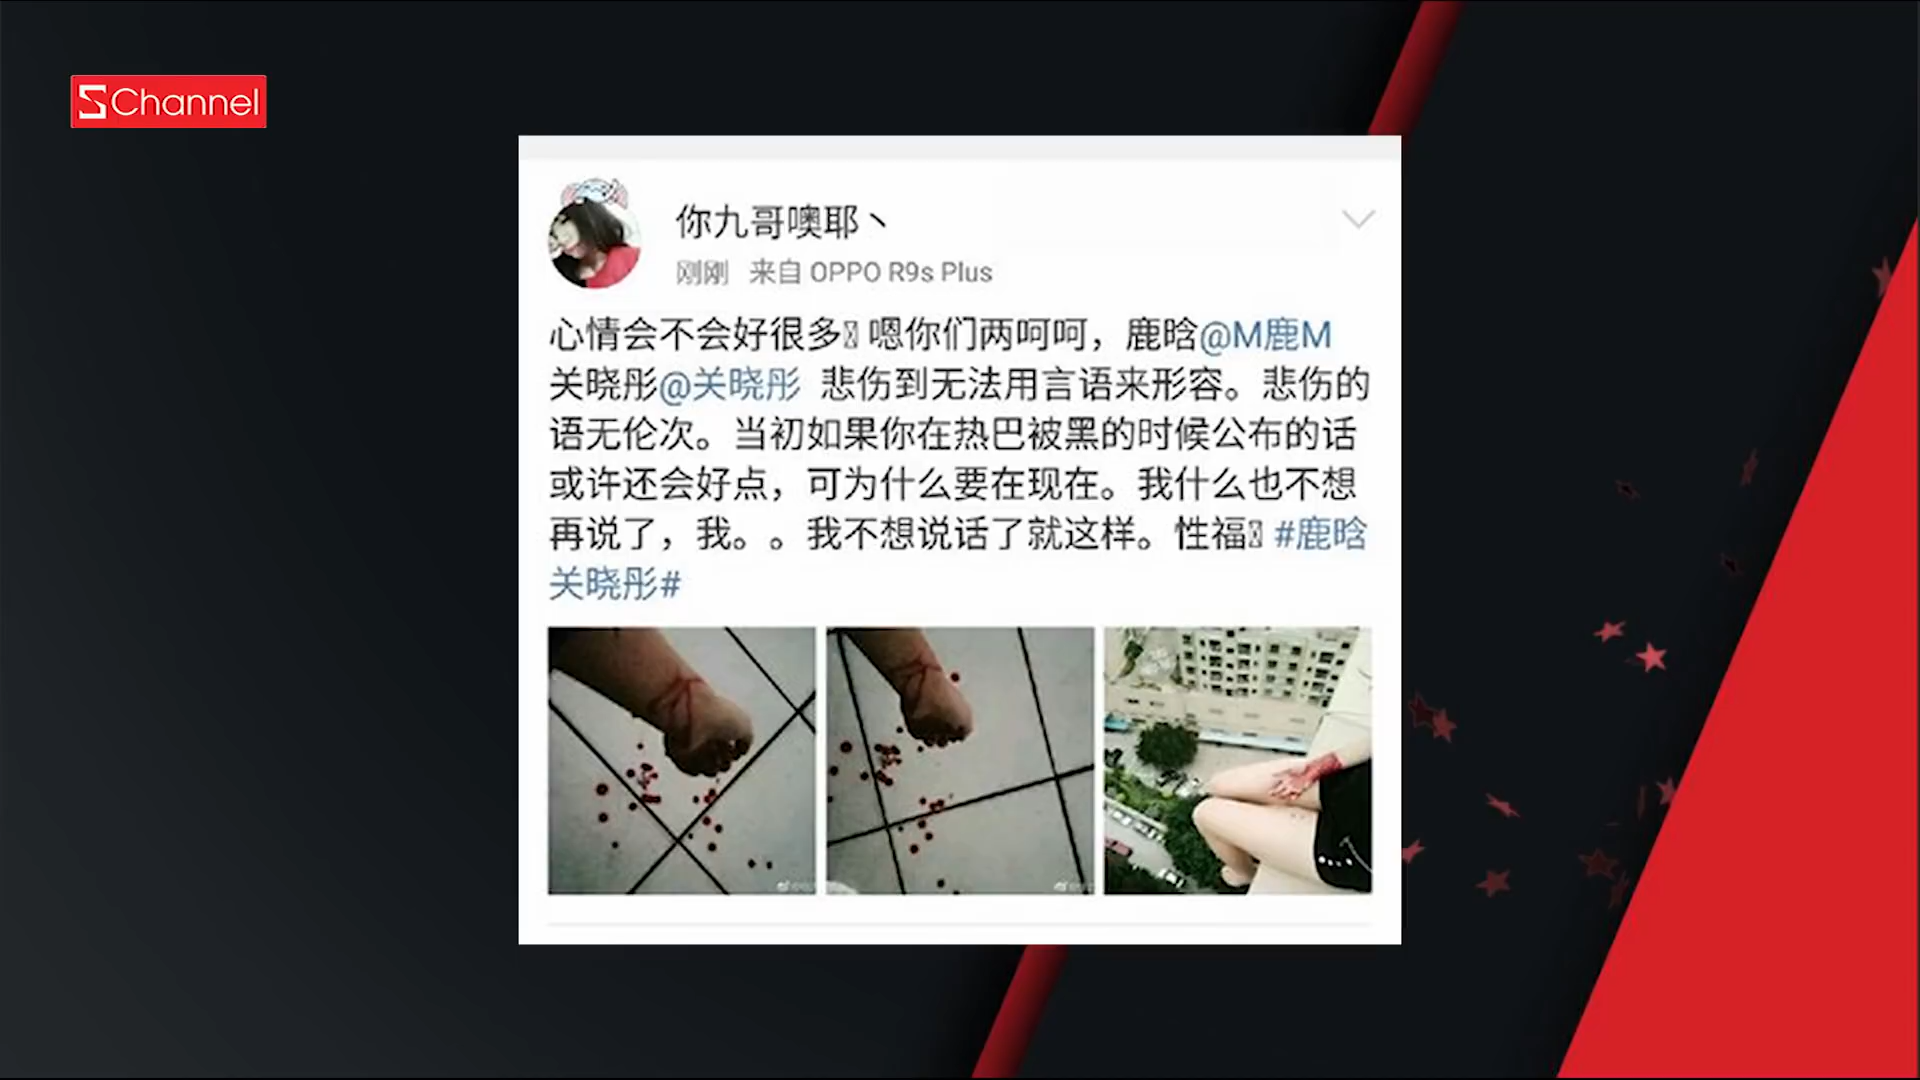 SChannel
你九哥噢耶丶
刚刚 来自 OPPO R9s Plus
心情会不会好很多 嗯你们两呵呵，鹿晗@M鹿M
关晓彤@关晓彤 悲伤到无法用言语来形容。悲伤的
语无伦次。当初如果你在热巴被黑的时候公布的话
或许还会好点，可为什么要在现在。我什么也不想
再说了，我。。我不想说话了就这样。性福 #鹿晗
关晓彤#